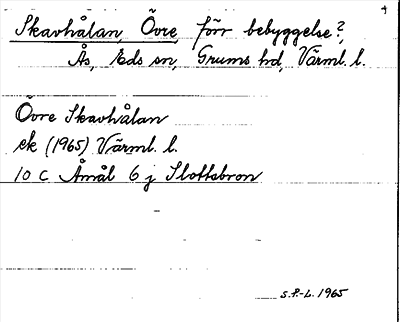 4
Skavhålan, Övre, förr bebyggelse?,
Ås, Eds sn, Grums hd, Värml. l.
Övre Skavhålan
ek (1965) Värml. l.
10 C Åmål 6 j Slottsbron
S.P.-L. 1965